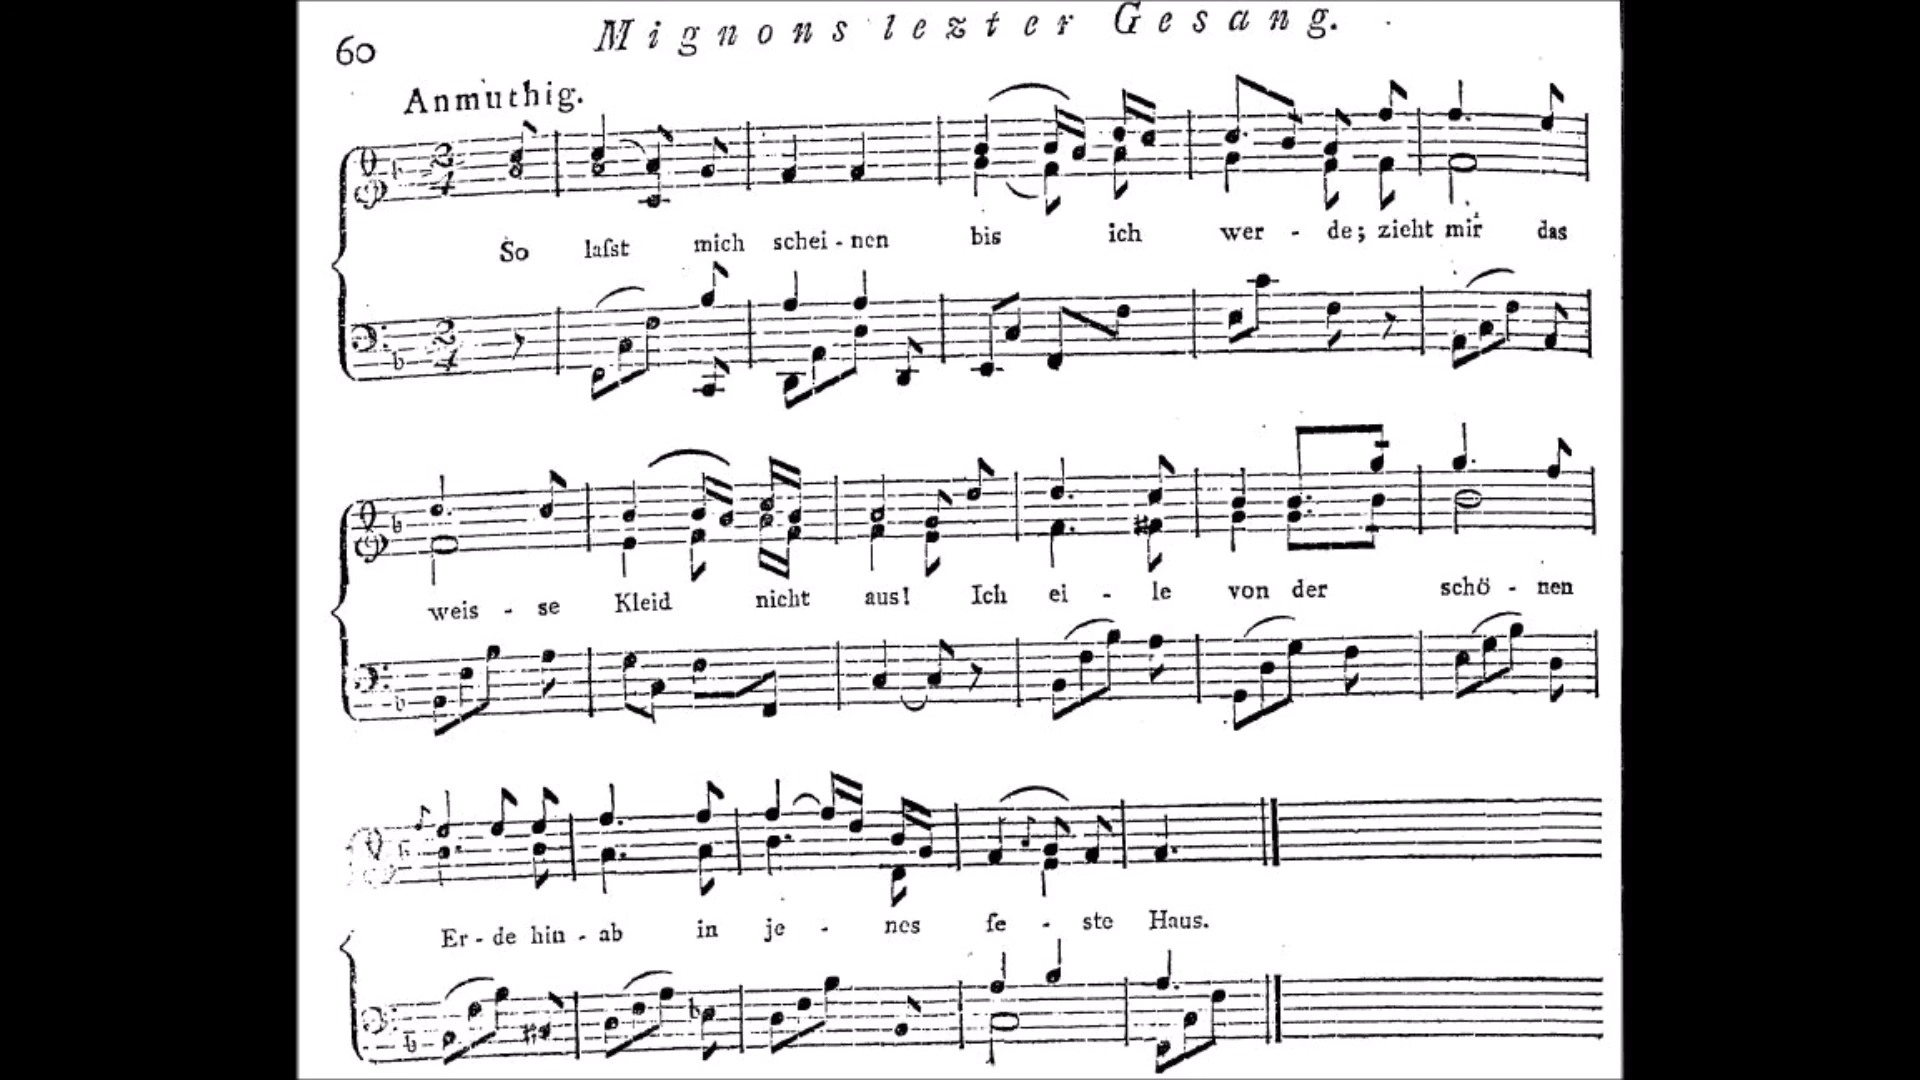 60
Mignons lezter Gesang.
Anmuthig.
So laſst mich schei - nen bis ich wer - de; zieht mir das
weis - se Kleid nicht aus! Ich ei - le von der schö - nen
Er - de hin - ab in je - nes fe - ste Haus.